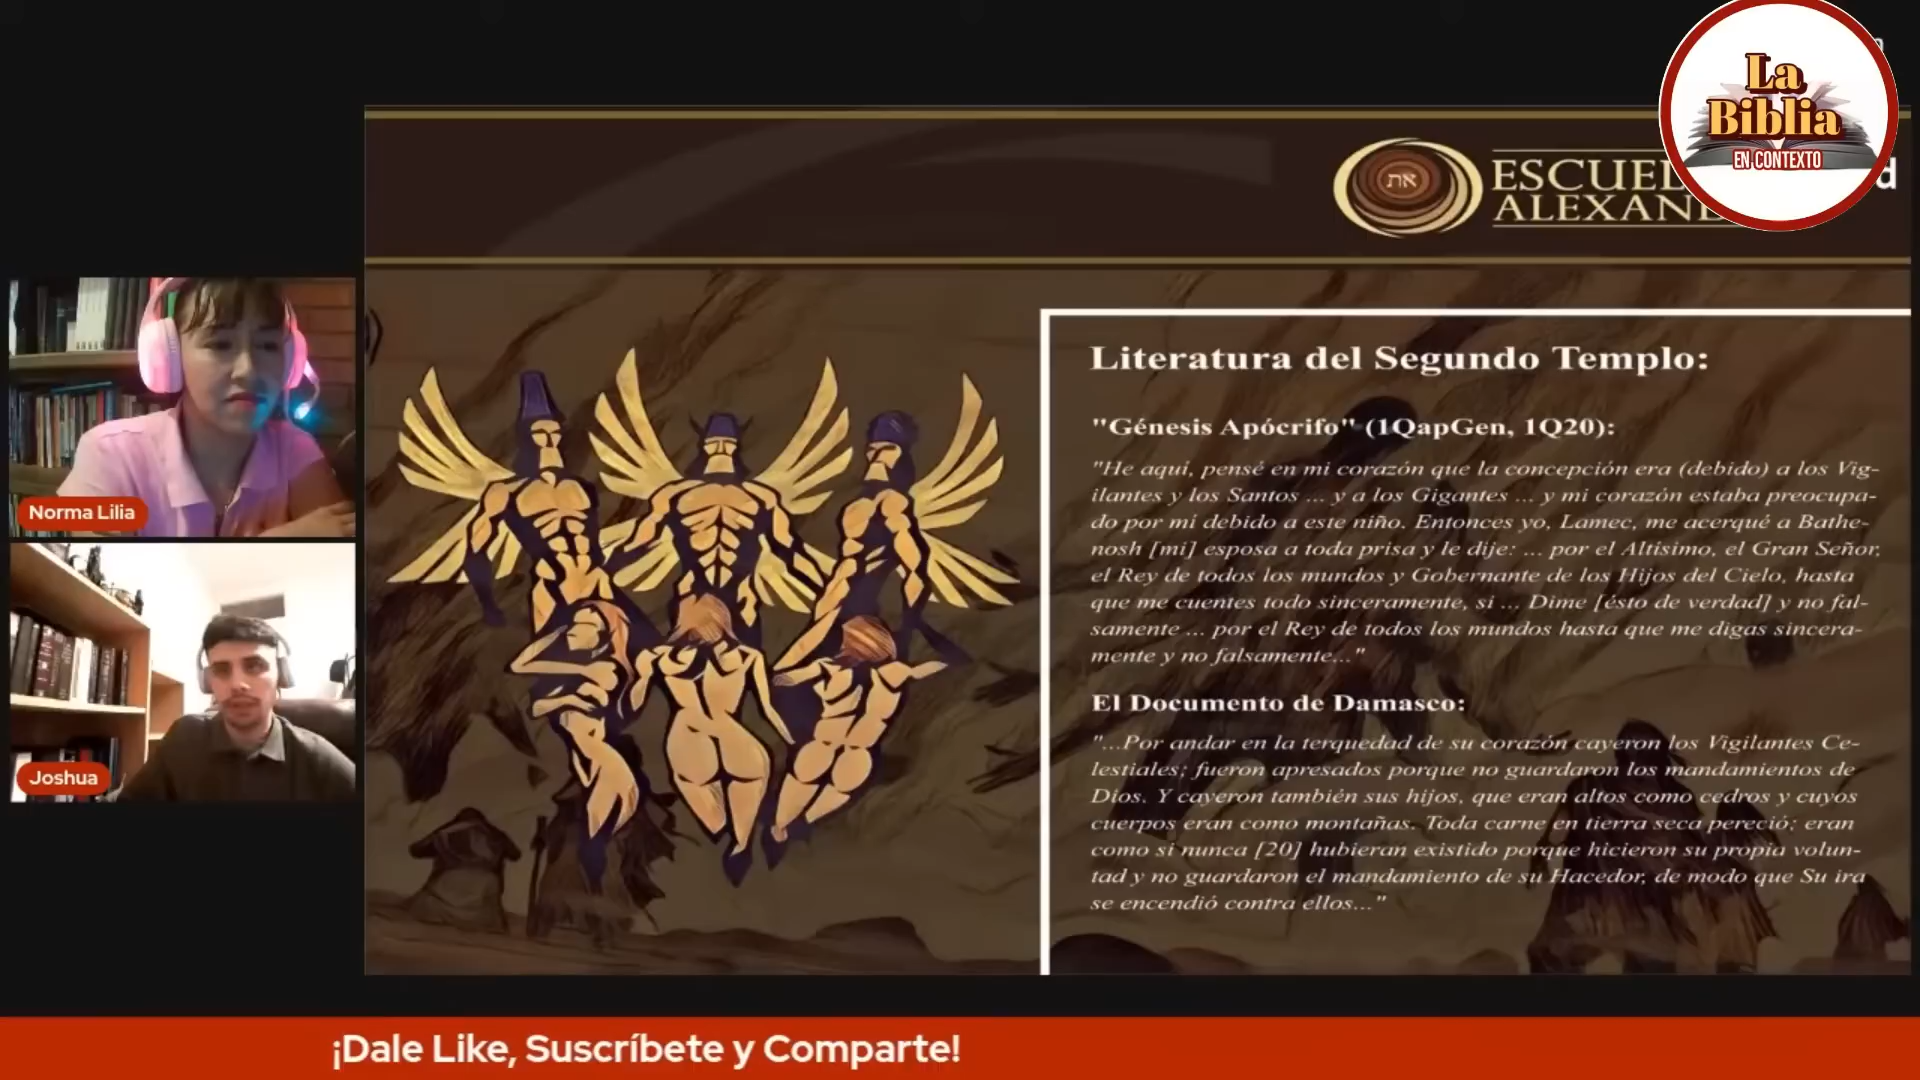 La
Biblia
EN CONTEXTO
את
ESCUEL
ALEXAN
d
Literatura del Segundo Templo:
"Génesis Apócrifo" (1QapGen, 1Q20):
"He aquí, pensé en mi corazón que la concepción era (debido) a los Vig-
ilantes y los Santos ... y a los Gigantes ... y mi corazón estaba preocupa-
do por mí debido a este niño. Entonces yo, Lamec, me acerqué a Bathe-
nosh [mi] esposa a toda prisa y le dije: ... por el Altísimo, el Gran Señor,
el Rey de todos los mundos y Gobernante de los Hijos del Cielo, hasta
que me cuentes todo sinceramente, si ... Dime [ésto de verdad] y no fal-
samente ... por el Rey de todos los mundos hasta que me digas sincera-
mente y no falsamente..."
El Documento de Damasco:
"...Por andar en la terquedad de su corazón cayeron los Vigilantes Ce-
lestiales; fueron apresados porque no guardaron los mandamientos de
Dios. Y cayeron también sus hijos, que eran altos como cedros y cuyos
cuerpos eran como montañas. Toda carne en tierra seca pereció; eran
como si nunca [20] hubieran existido porque hicieron su propia volun-
tad y no guardaron el mandamiento de su Hacedor, de modo que Su ira
se encendió contra ellos..."
Norma Lilia
Joshua
¡Dale Like, Suscríbete y Comparte!